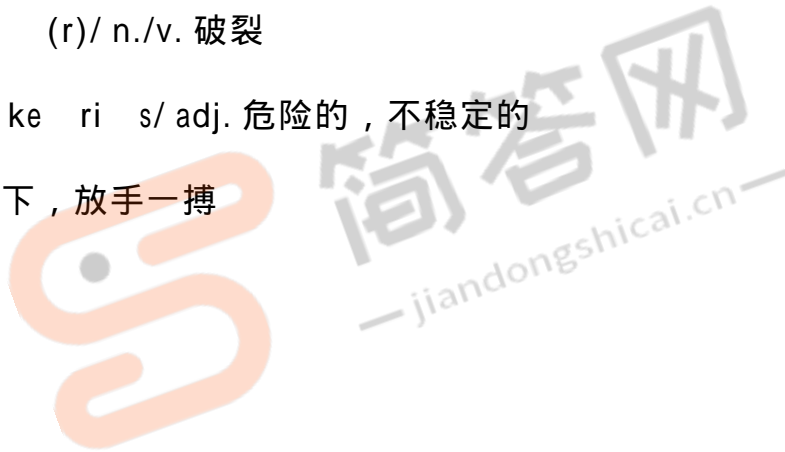 (r)/ n./v. 破裂
ke ri s/ adj. 危险的，不稳定的
下，放手一搏
简答网
jiandongshicai.cn